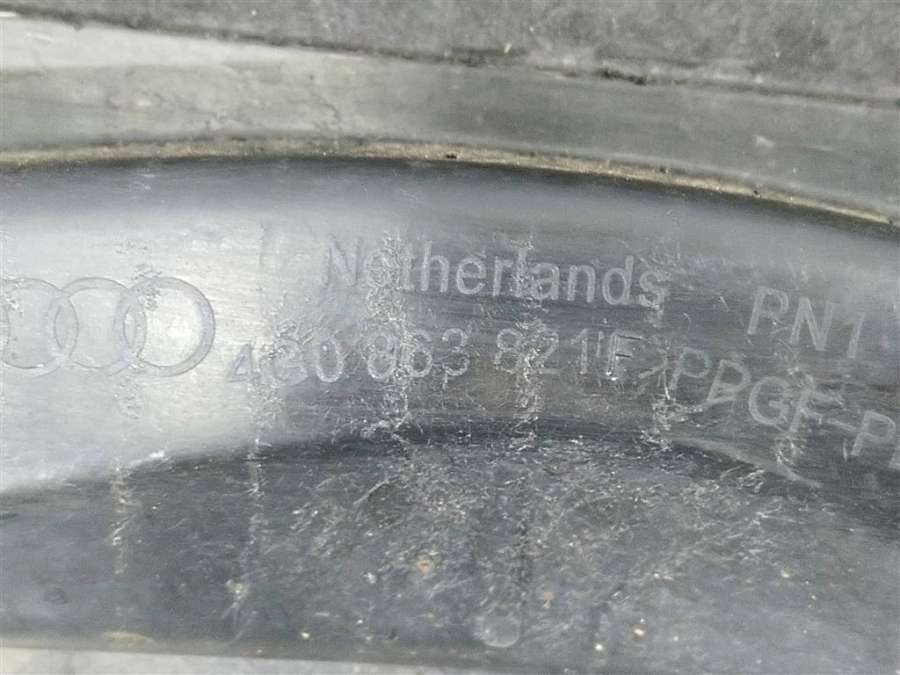 Netherlands
PN1
4G0 863 821 F >PPGF-P